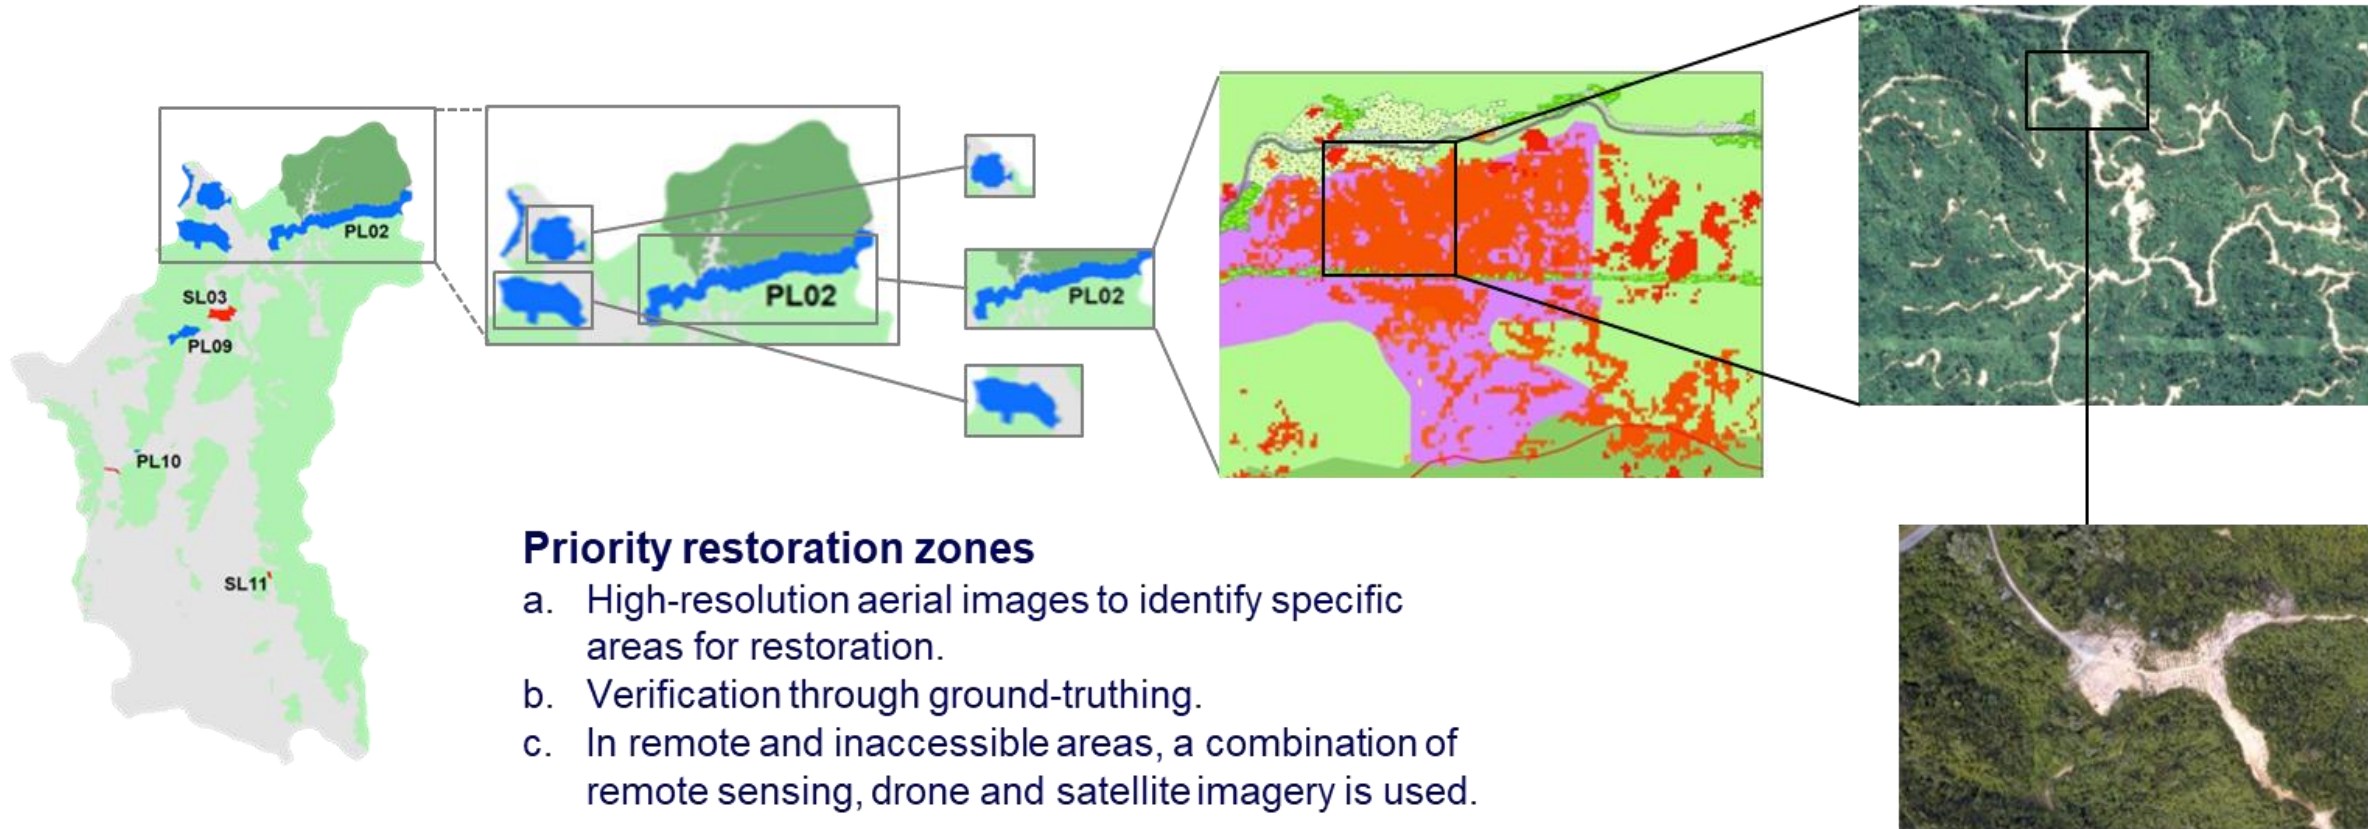 PL02
SL03
PL09
PL10
SL11
PL02
PL02
Priority restoration zones
a. High-resolution aerial images to identify specific
areas for restoration.
b. Verification through ground-truthing.
c. In remote and inaccessible areas, a combination of
remote sensing, drone and satellite imagery is used.